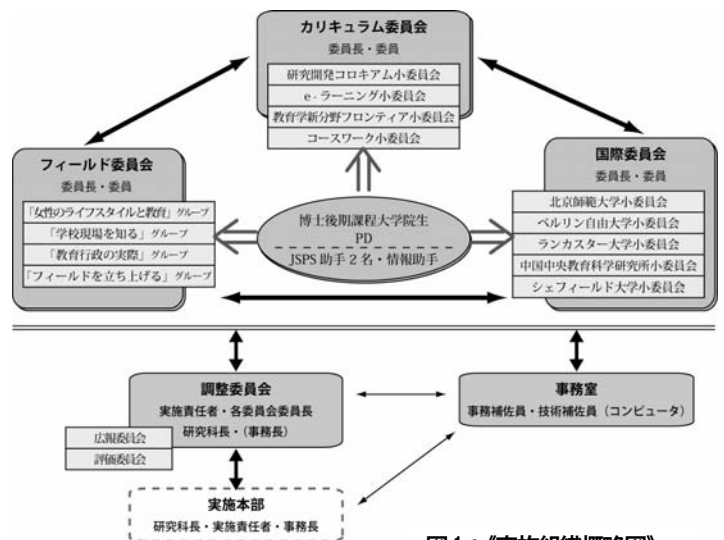 カリキュラム委員会
委員長・委員
研究開発コロキアム小委員会
e-ラーニング小委員会
教育学新分野フロンティア小委員会
コースワーク小委員会
フィールド委員会
委員長・委員
「女性のライフスタイルと教育」グループ
「学校現場を知る」グループ
「教育行政の実際」グループ
「フィールドを立ち上げる」グループ
博士後期課程大学院生
PD
JSPS 助手 2 名・情報助手
国際委員会
委員長・委員
北京師範大学小委員会
ベルリン自由大学小委員会
ランカスター大学小委員会
中国中央教育科学研究所小委員会
シェフィールド大学小委員会
調整委員会
実施責任者・各委員会委員長
研究科長・(事務長)
広報委員会
評価委員会
事務室
事務補佐員・技術補佐員（コンピュータ）
実施本部
研究科長・実施責任者・事務長